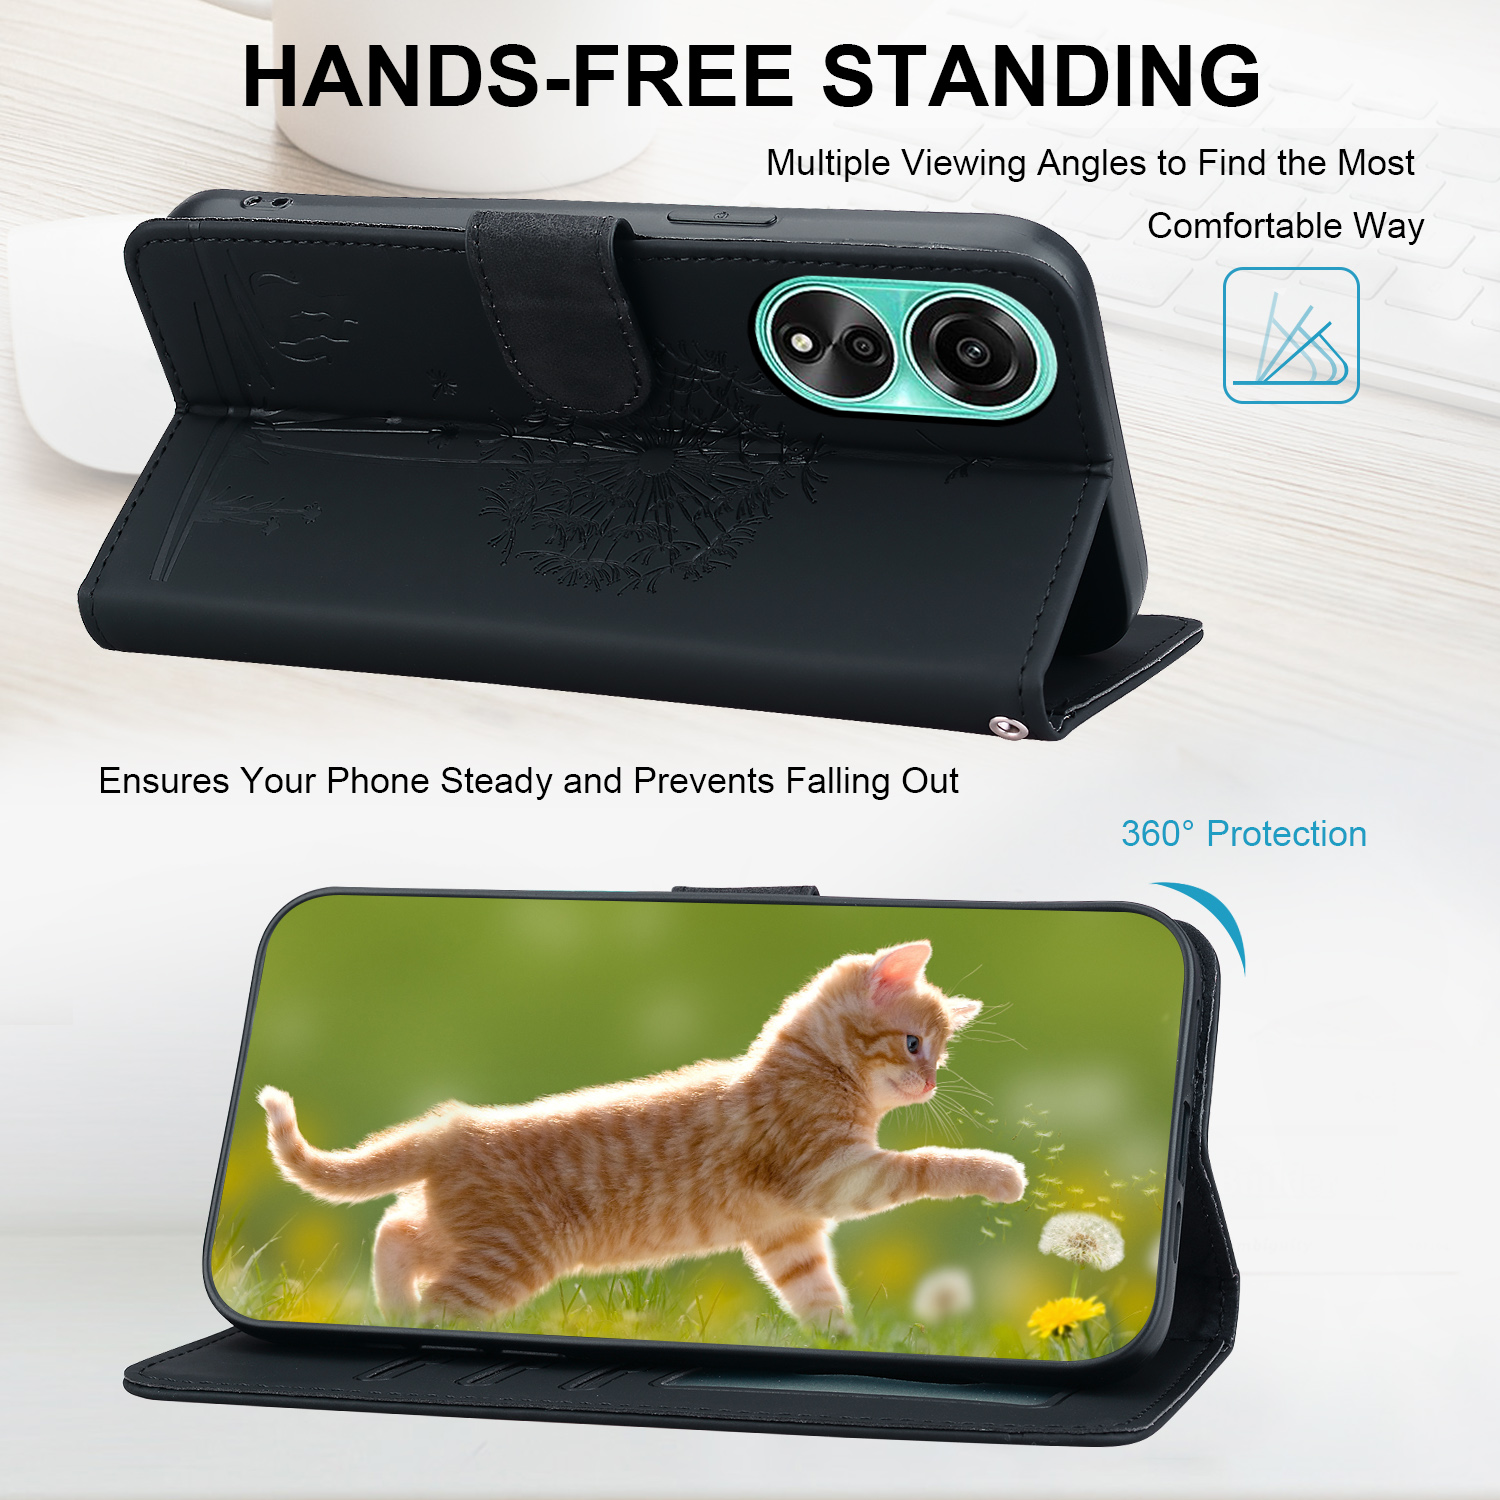 HANDS-FREE STANDING
Multiple Viewing Angles to Find the Most
Comfortable Way
Ensures Your Phone Steady and Prevents Falling Out
360° Protection